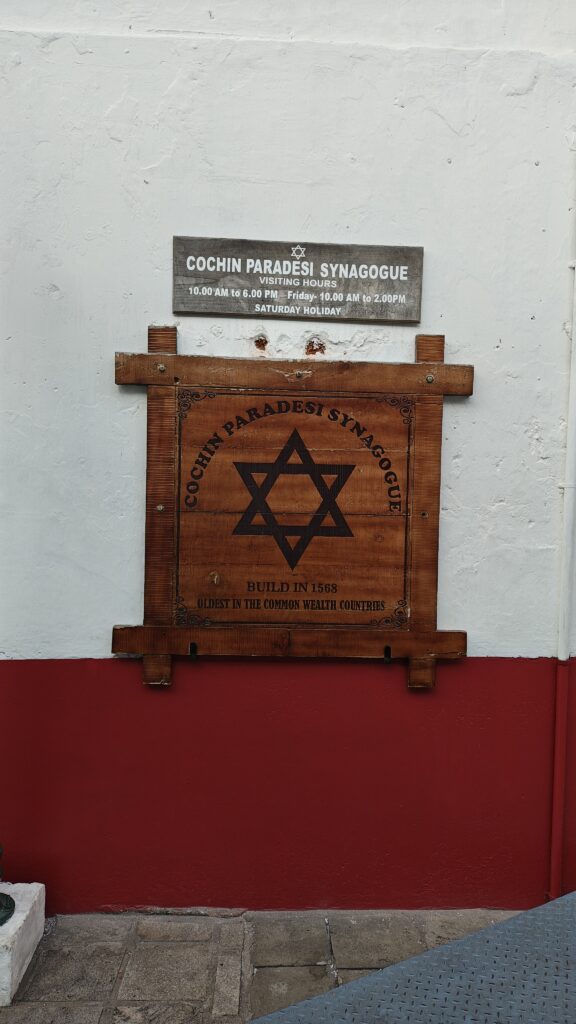 COCHIN PARADESI SYNAGOGUE
VISITING HOURS
10.00 AM to 6.00 PM Friday- 10.00 AM to 2.00PM
SATURDAY HOLIDAY
COCHIN PARADESI SYNAGOGUE
BUILD IN 1568
OLDEST IN THE COMMON WEALTH COUNTRIES